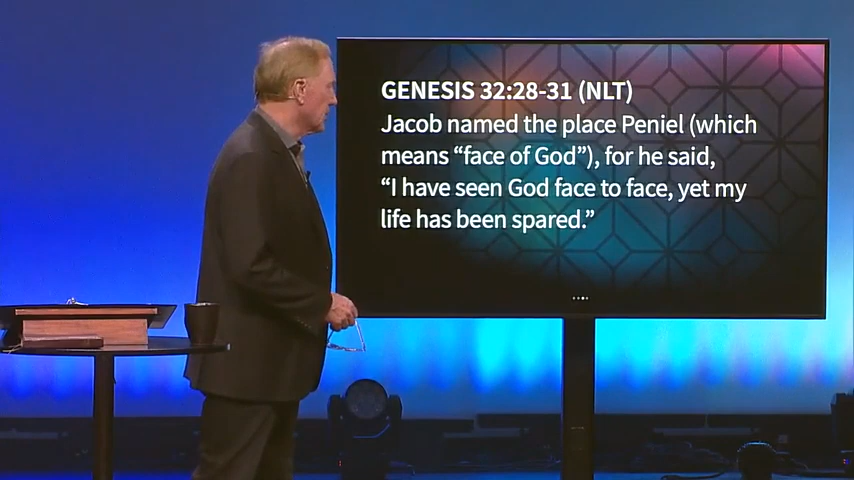 GENESIS 32:28-31 (NLT)
Jacob named the place Peniel (which
means “face of God”), for he said,
“I have seen God face to face, yet my
life has been spared.”